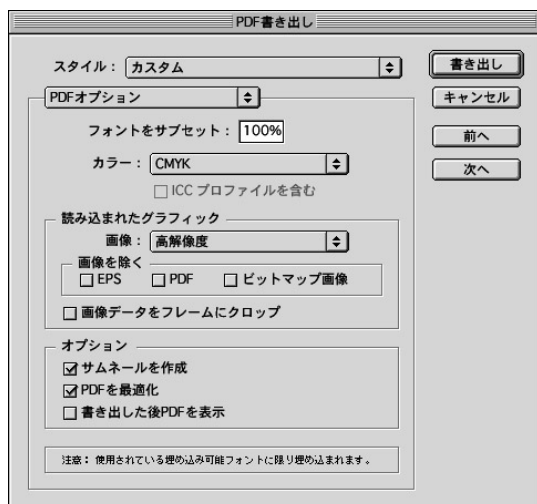 PDF書き出し
スタイル： カスタム
書き出し
PDFオプション
キャンセル
フォントをサブセット： 100%
前へ
カラー： CMYK
次へ
ICC プロファイルを含む
読み込まれたグラフィック
画像： 高解像度
画像を除く
EPS PDF ビットマップ画像
画像データをフレームにクロップ
オプション
サムネールを作成
PDFを最適化
書き出した後PDFを表示
注意： 使用されている埋め込み可能フォントに限り埋め込まれます。